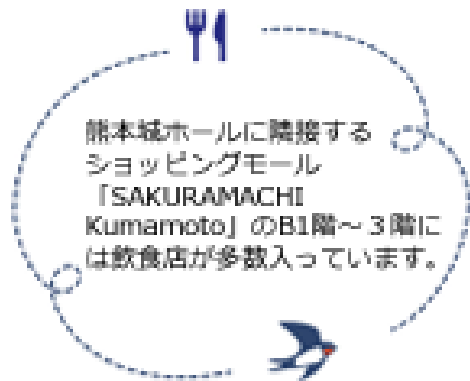 熊本城ホールに隣接する
ショッピングモール
「SAKURAMACHI
Kumamoto」のB1階～３階に
は飲食店が多数入っています。